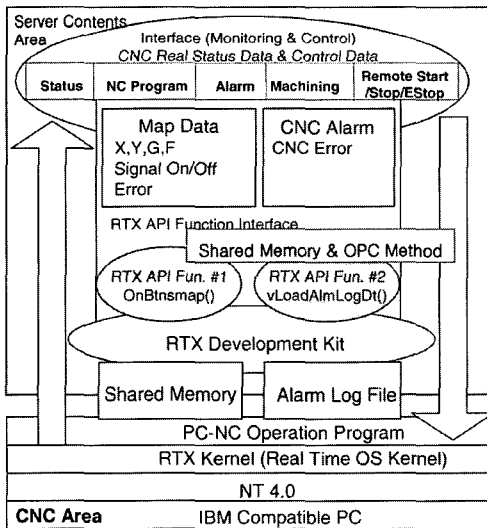 Server Contents
Area
Interface (Monitoring & Control)
CNC Real Status Data & Control Data
Status
NC Program
Alarm
Machining
Remote Start
/Stop/EStop
Map Data
X,Y,G,F
Signal On/Off
Error
CNC Alarm
CNC Error
RTX API Function Interface
Shared Memory & OPC Method
RTX API Fun. #1
OnBtnsmap()
RTX API Fun. #2
vLoadAlmLogDt()
RTX Development Kit
Shared Memory
Alarm Log File
PC-NC Operation Program
RTX Kernel (Real Time OS Kernel)
NT 4.0
CNC Area
IBM Compatible PC